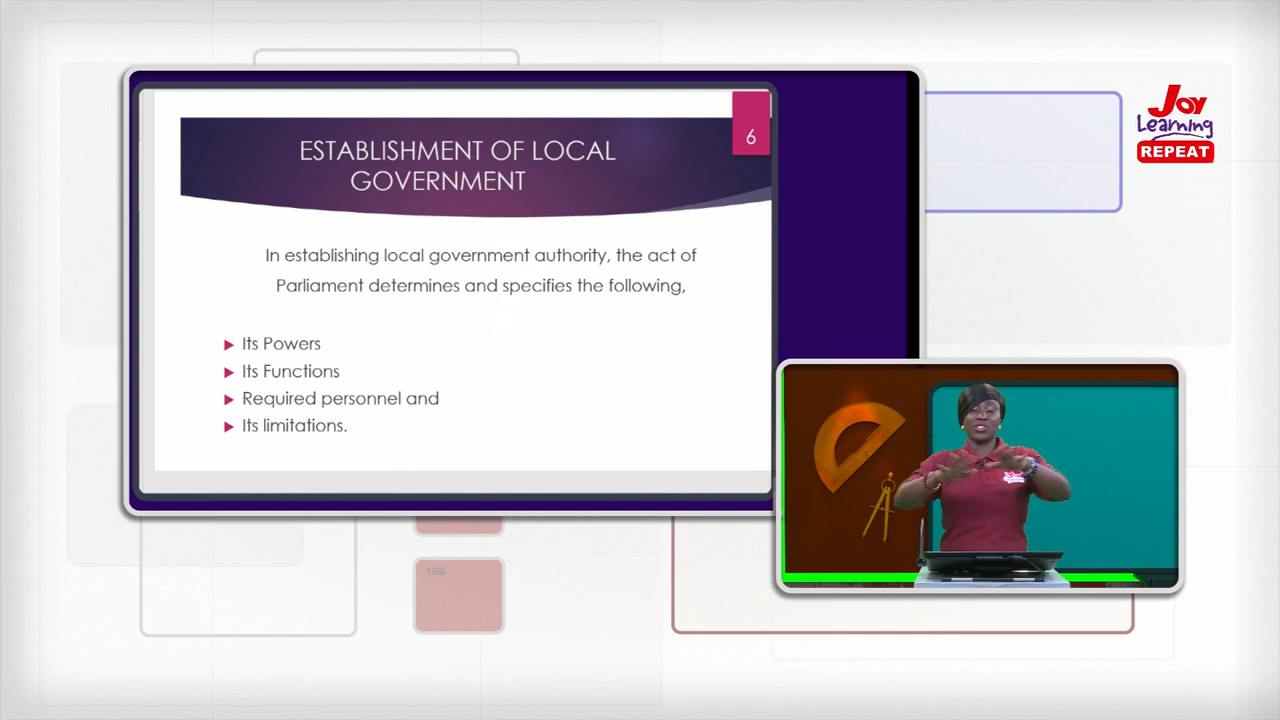 6
ESTABLISHMENT OF LOCAL
GOVERNMENT
In establishing local government authority, the act of
Parliament determines and specifies the following,
Its Powers
Its Functions
Required personnel and
Its limitations.
JOY
Learning
REPEAT
16